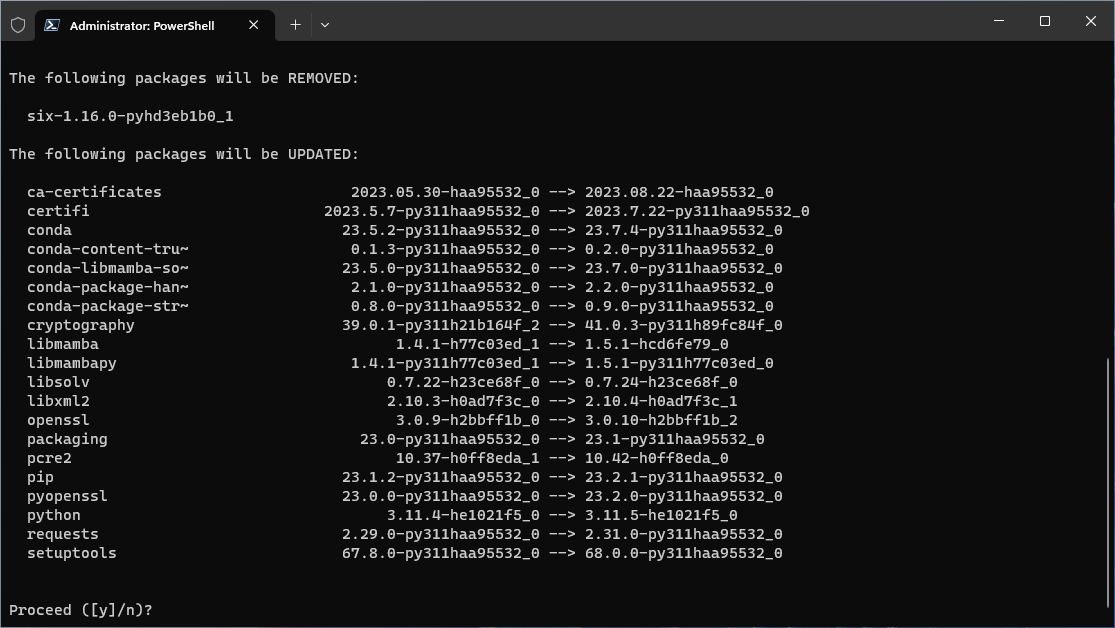 Administrator: PowerShell
The following packages will be REMOVED:
six-1.16.0-pyhd3eb1b0_1
The following packages will be UPDATED:
ca-certificates 2023.05.30-haa95532_0 --> 2023.08.22-haa95532_0
certifi 2023.5.7-py311haa95532_0 --> 2023.7.22-py311haa95532_0
conda 23.5.2-py311haa95532_0 --> 23.7.4-py311haa95532_0
conda-content-tru~ 0.1.3-py311haa95532_0 --> 0.2.0-py311haa95532_0
conda-libmamba-so~ 23.5.0-py311haa95532_0 --> 23.7.0-py311haa95532_0
conda-package-han~ 2.1.0-py311haa95532_0 --> 2.2.0-py311haa95532_0
conda-package-str~ 0.8.0-py311haa95532_0 --> 0.9.0-py311haa95532_0
cryptography 39.0.1-py311h21b164f_2 --> 41.0.3-py311h89fc84f_0
libmamba 1.4.1-h77c03ed_1 --> 1.5.1-hcd6fe79_0
libmambapy 1.4.1-py311h77c03ed_1 --> 1.5.1-py311h77c03ed_0
libsolv 0.7.22-h23ce68f_0 --> 0.7.24-h23ce68f_0
libxml2 2.10.3-h0ad7f3c_0 --> 2.10.4-h0ad7f3c_1
openssl 3.0.9-h2bbff1b_0 --> 3.0.10-h2bbff1b_2
packaging 23.0-py311haa95532_0 --> 23.1-py311haa95532_0
pcre2 10.37-h0ff8eda_1 --> 10.42-h0ff8eda_0
pip 23.1.2-py311haa95532_0 --> 23.2.1-py311haa95532_0
pyopenssl 23.0.0-py311haa95532_0 --> 23.2.0-py311haa95532_0
python 3.11.4-he1021f5_0 --> 3.11.5-he1021f5_0
requests 2.29.0-py311haa95532_0 --> 2.31.0-py311haa95532_0
setuptools 67.8.0-py311haa95532_0 --> 68.0.0-py311haa95532_0
Proceed ([y]/n)?